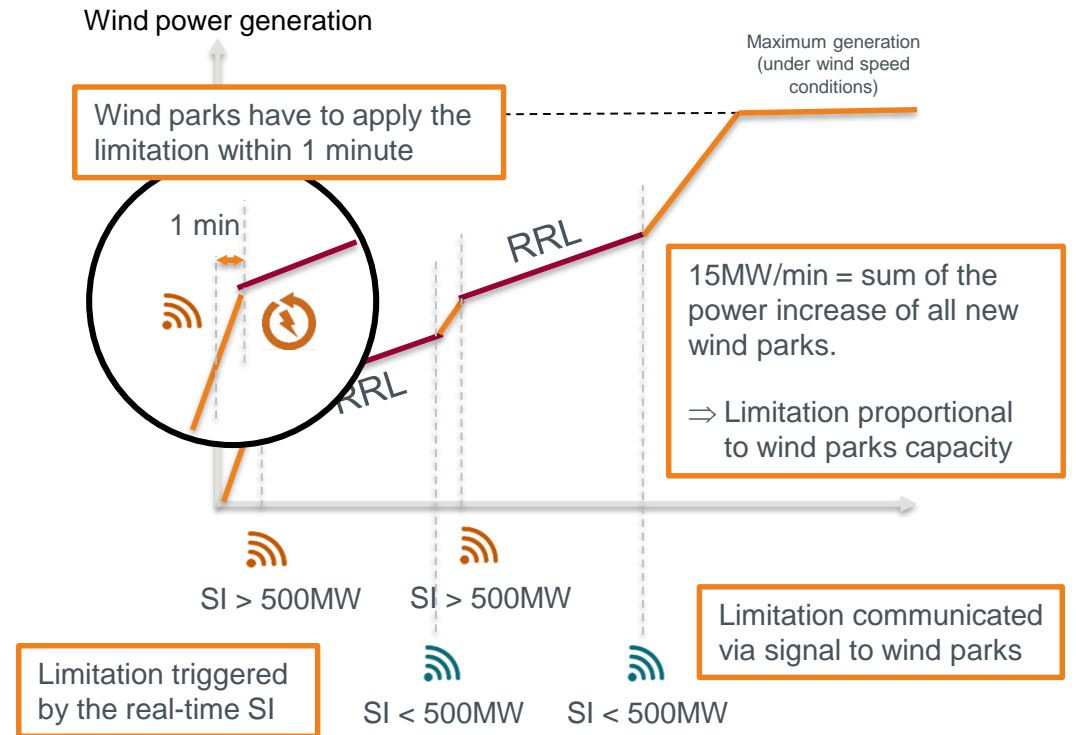 Wind power generation
Maximum generation
(under wind speed
conditions)
Wind parks have to apply the
limitation within 1 minute
1 min
RRL
15MW/min = sum of the
power increase of all new
wind parks.
⇒ Limitation proportional
to wind parks capacity
RRL
SI > 500MW
SI > 500MW
Limitation communicated
via signal to wind parks
Limitation triggered
by the real-time SI
SI < 500MW
SI < 500MW